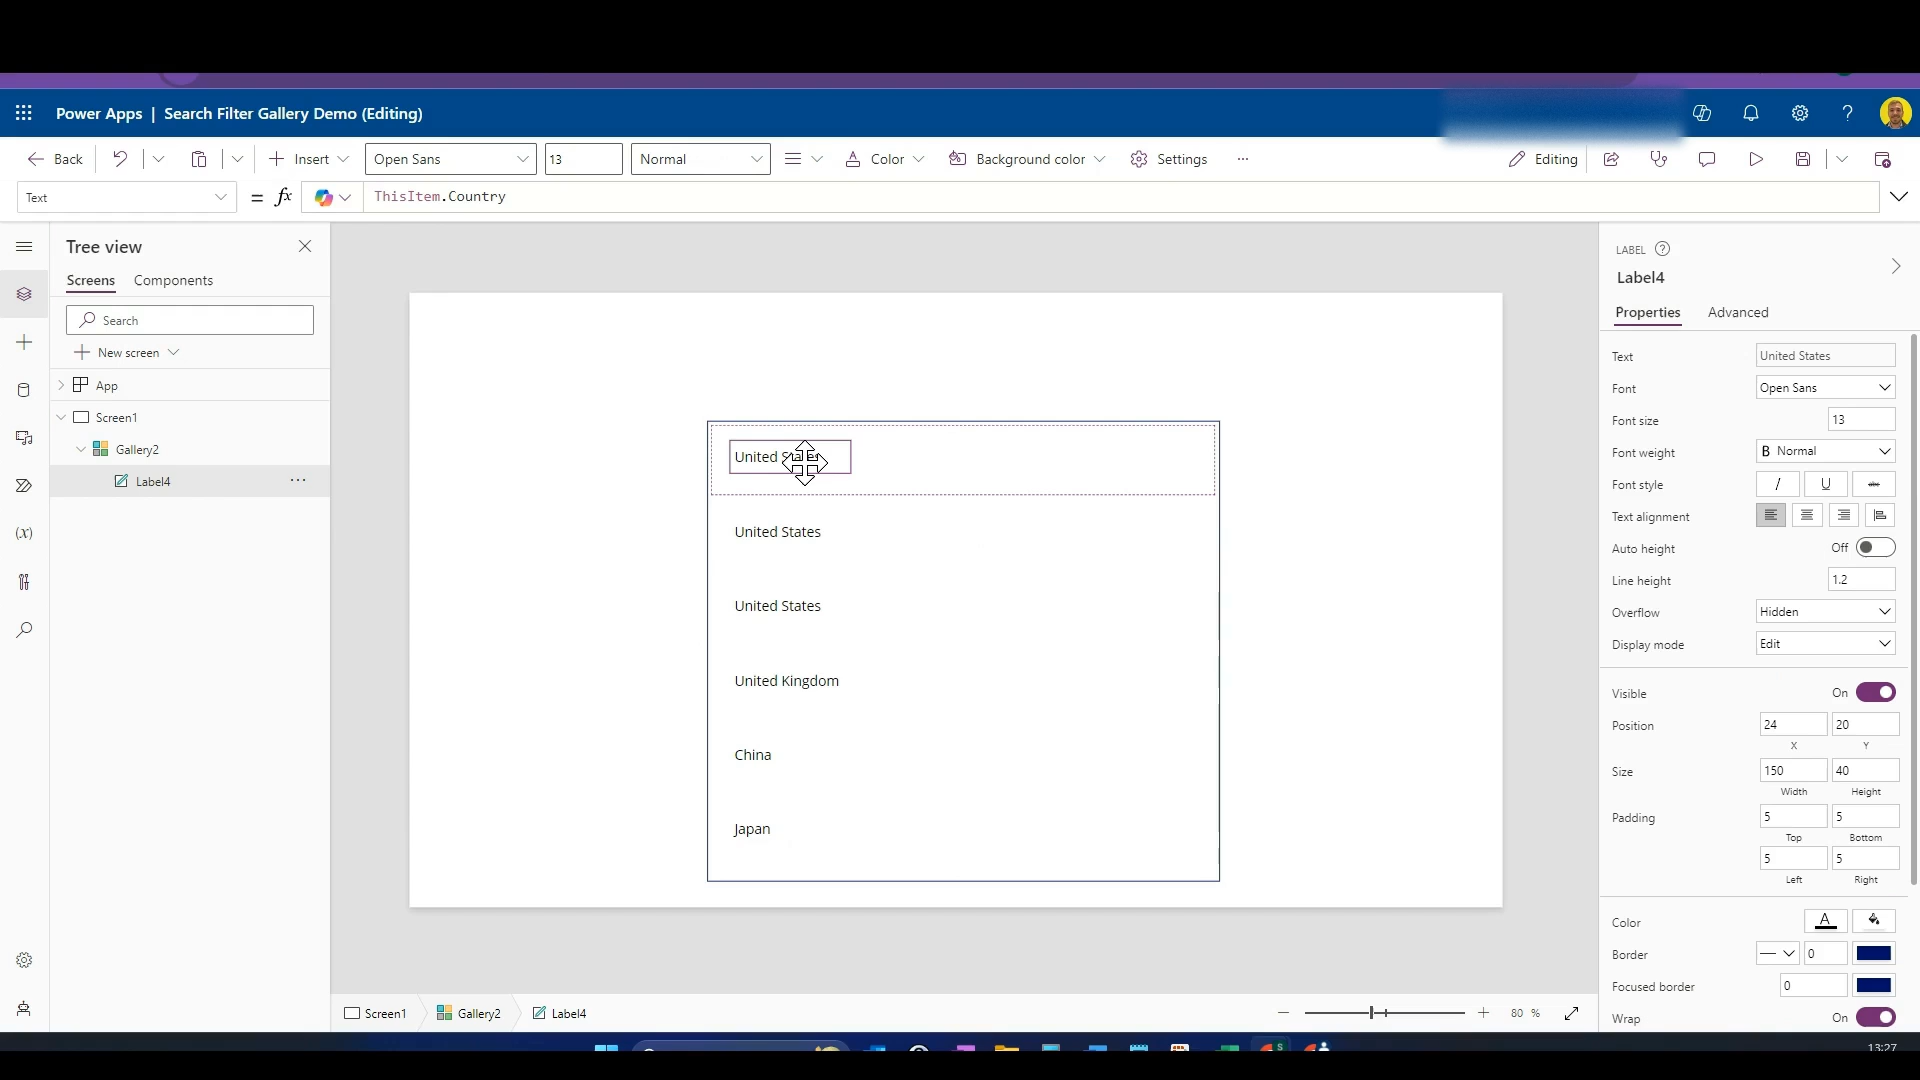 Power Apps | Search Filter Gallery Demo (Editing)
Back
Insert
Open Sans
13
Normal
Color
Background color
Settings
Editing
Text
= fx
ThisItem.Country
Tree view
Screens
Components
Search
New screen
App
Screen1
Gallery2
Label4
United States
United States
United Kingdom
China
Japan
LABEL
Label4
Properties
Advanced
Text
United States
Font
Open Sans
Font size
13
Font weight
B Normal
Font style
/ U abc
Text alignment
Auto height
Off
Line height
1.2
Overflow
Hidden
Display mode
Edit
Visible
On
Position
24
20
X
Y
Size
150
40
Width
Height
Padding
5
5
Top
Bottom
5
5
Left
Right
Color
A
Border
0
Focused border
0
Wrap
On
Screen1
Gallery2
Label4
80 %
13:27